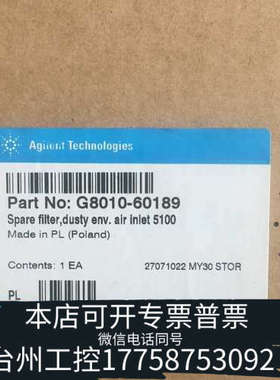 Agilent Technologies
Part No: G8010-60189
Spare filter,dusty env. air inlet 5100
Made in PL (Poland)
Contents: 1 EA
27071022 MY30 STOR
PL
本店可开专票普票
微信电话同号
台州工控17758753092